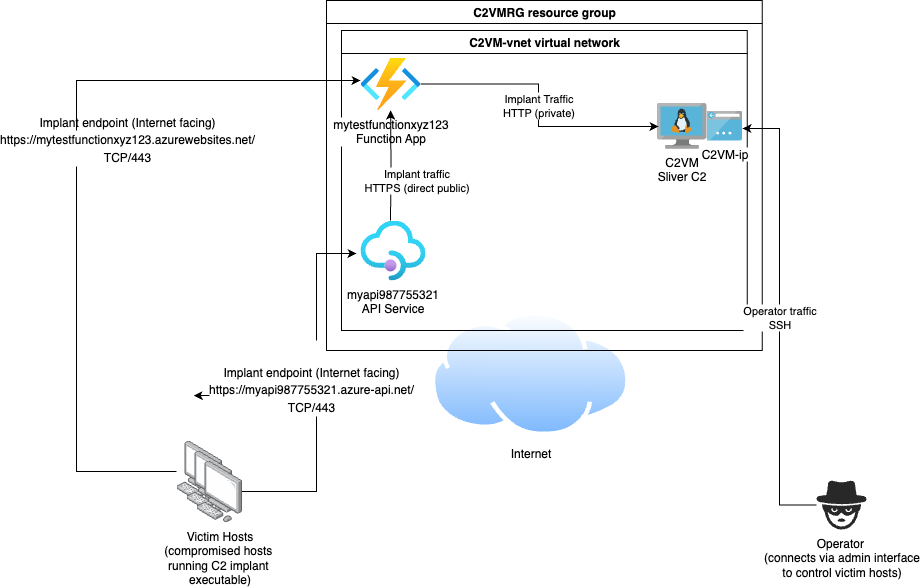 C2VMRG resource group
C2VM-vnet virtual network
Implant endpoint (Internet facing)
https://mytestfunctionxyz123.azurewebsites.net/
TCP/443
mytestfunctionxyz123
Function App
Implant Traffic
HTTP (private)
C2VM
Sliver C2
C2VM-ip
Implant traffic
HTTPS (direct public)
myapi987755321
API Service
Operator traffic
SSH
Implant endpoint (Internet facing)
https://myapi987755321.azure-api.net/
TCP/443
Internet
Victim Hosts
(compromised hosts
running C2 implant
executable)
Operator
(connects via admin interface
to control victim hosts)